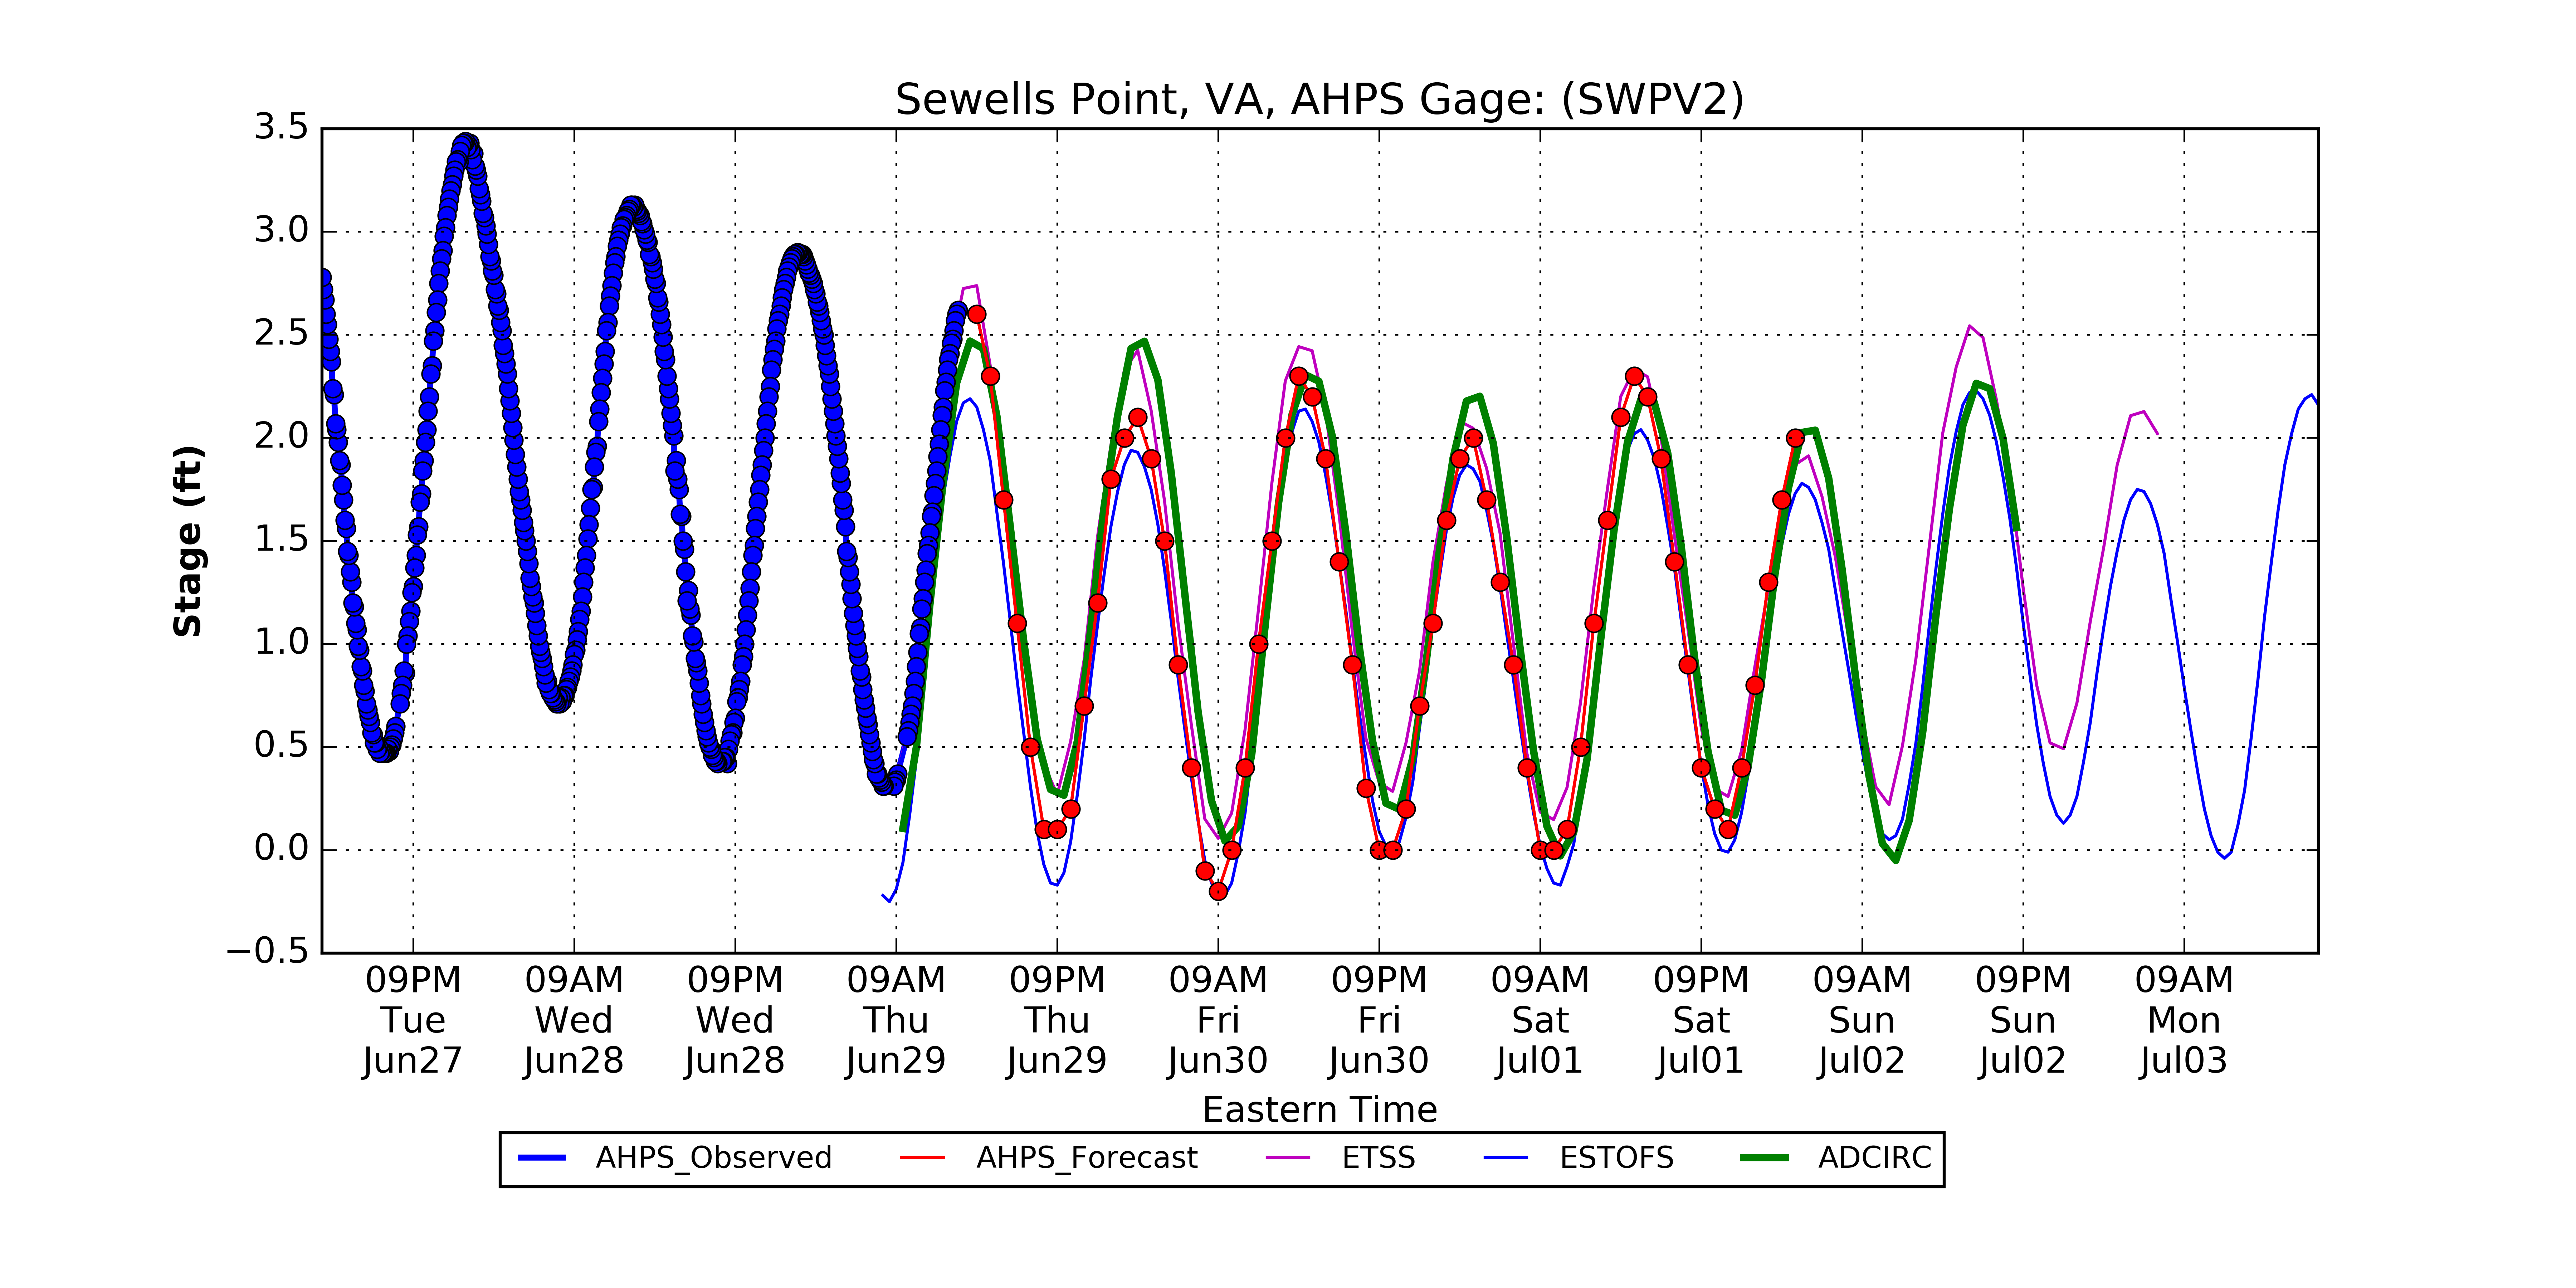 Sewells Point, VA, AHPS Gage: (SWPV2)
3.5
3.0
2.5
2.0
1.5
1.0
0.5
0.0
−0.5
Stage (ft)
09PM 09AM 09PM 09AM 09PM 09AM 09PM 09AM 09PM 09AM 09PM 09AM
Tue Wed Wed Thu Thu Fri Fri Sat Sat Sun Sun Mon
Jun27 Jun28 Jun28 Jun29 Jun29 Jun30 Jun30 Jul01 Jul01 Jul02 Jul02 Jul03
Eastern Time
AHPS_Observed AHPS_Forecast ETSS ESTOFS ADCIRC